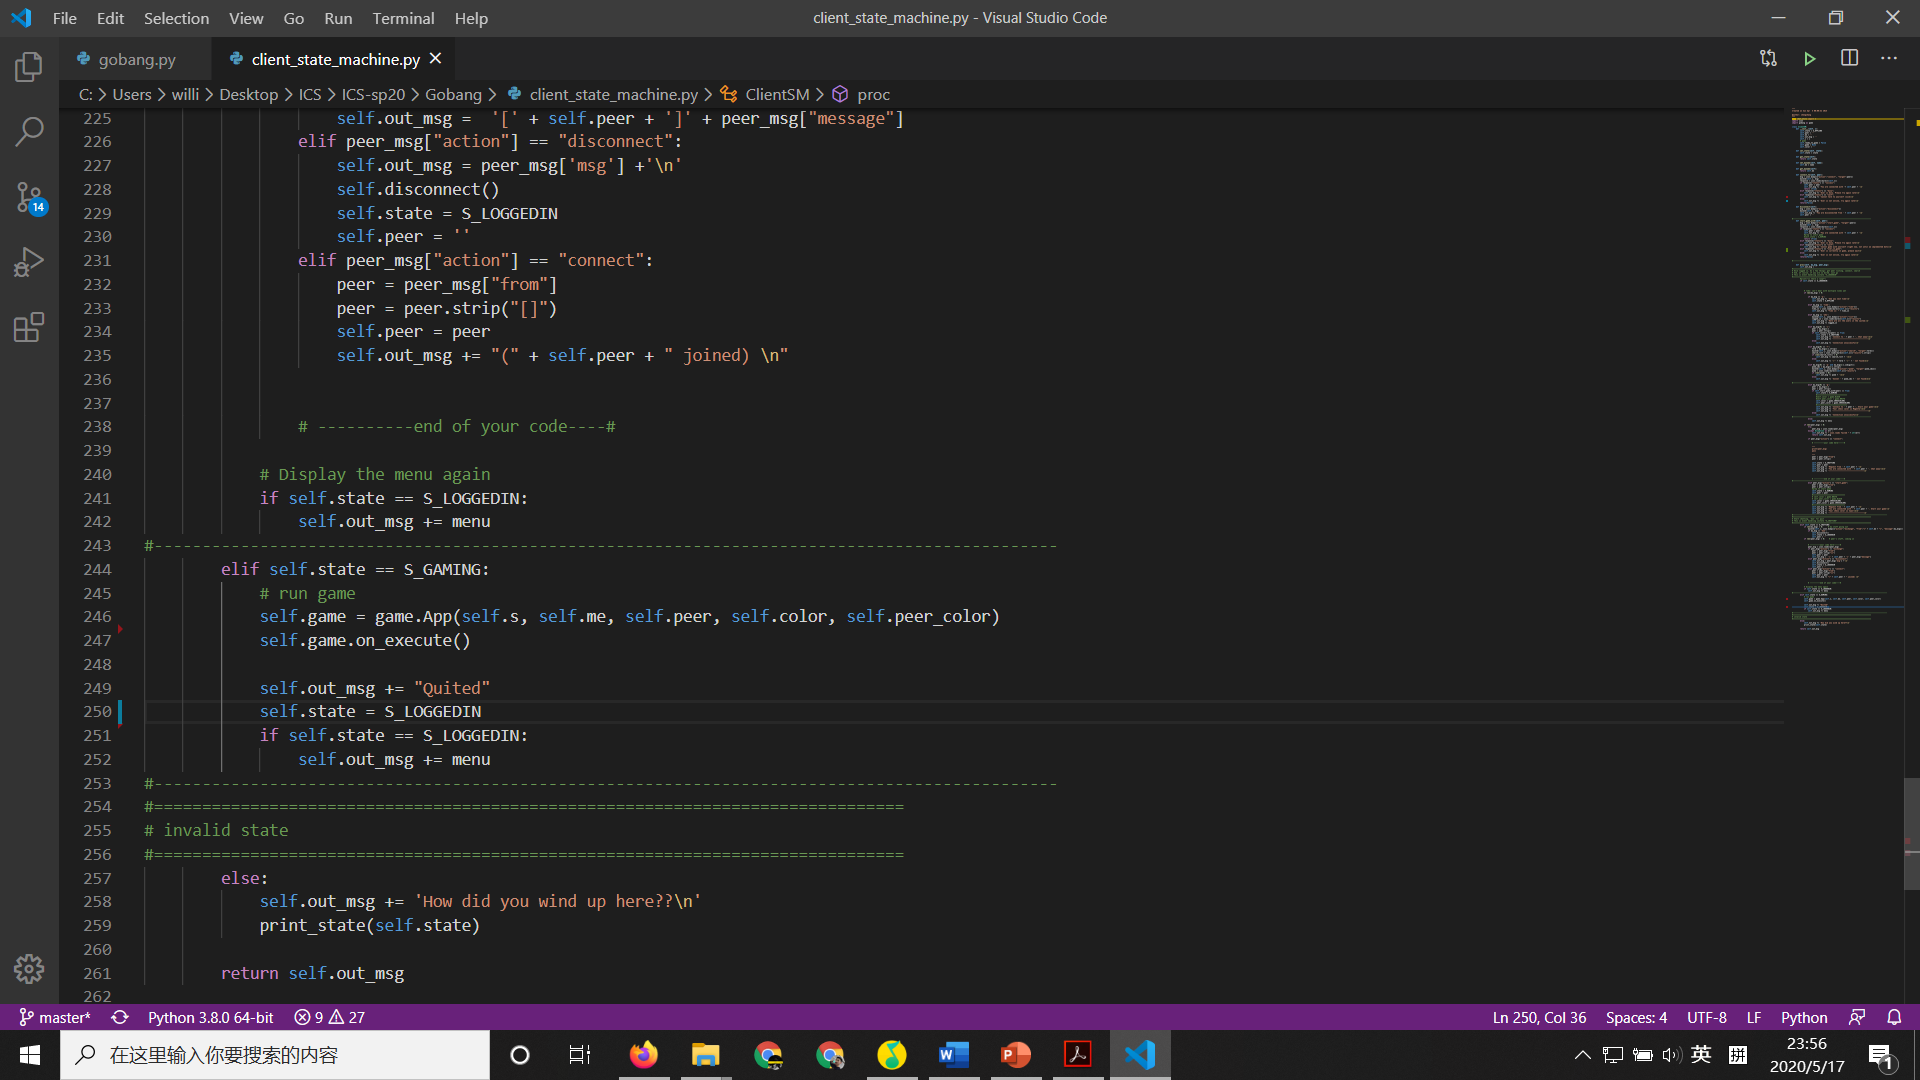 File Edit Selection View Go Run Terminal Help
client_state_machine.py - Visual Studio Code
gobang.py
client_state_machine.py
C: > Users > willi > Desktop > ICS > ICS-sp20 > Gobang > client_state_machine.py > ClientSM > proc
225 self.out_msg = '[' + self.peer + ']' + peer_msg["message"]
226 elif peer_msg["action"] == "disconnect":
227 self.out_msg = peer_msg['msg'] +'\n'
228 self.disconnect()
229 self.state = S_LOGGEDIN
230 self.peer = ''
231 elif peer_msg["action"] == "connect":
232 peer = peer_msg["from"]
233 peer = peer.strip("[]")
234 self.peer = peer
235 self.out_msg += "(" + self.peer + " joined) \n"
236
237
238 # ----------end of your code----#
239
240 # Display the menu again
241 if self.state == S_LOGGEDIN:
242 self.out_msg += menu
243 #----------------------------------------------------------------------------------------------
244 elif self.state == S_GAMING:
245 # run game
246 self.game = game.App(self.s, self.me, self.peer, self.color, self.peer_color)
247 self.game.on_execute()
248
249 self.out_msg += "Quited"
250 self.state = S_LOGGEDIN
251 if self.state == S_LOGGEDIN:
252 self.out_msg += menu
253 #----------------------------------------------------------------------------------------------
254 #==============================================================================
255 # invalid state
256 #==============================================================================
257 else:
258 self.out_msg += 'How did you wind up here??\n'
259 print_state(self.state)
260
261 return self.out_msg
262
14
master* Python 3.8.0 64-bit 9 27
Ln 250, Col 36 Spaces: 4 UTF-8 LF Python
在这里输入你要搜索的内容
英 拼
23:56
2020/5/17
1